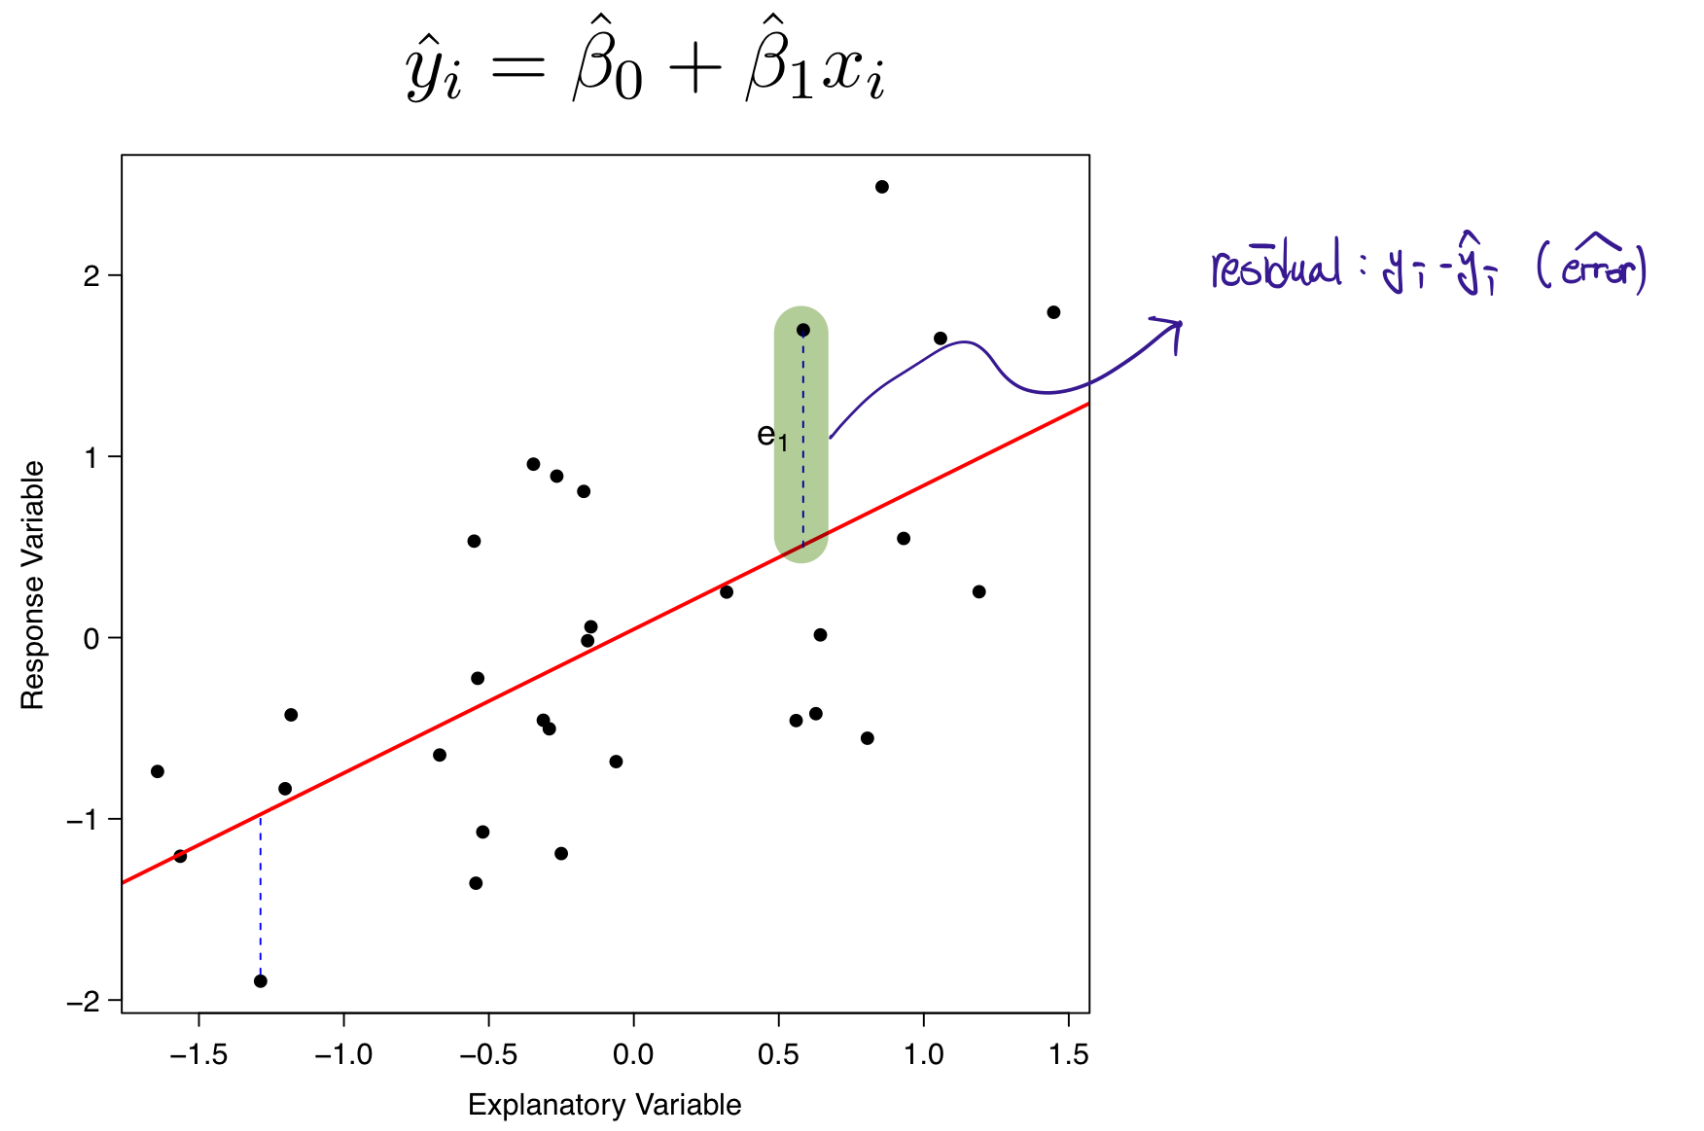 ŷᵢ = β̂₀ + β̂₁xᵢ
residual : yᵢ - ŷᵢ (error^)
2
1
0
−1
−2
e₁
Response Variable
−1.5 −1.0 −0.5 0.0 0.5 1.0 1.5
Explanatory Variable